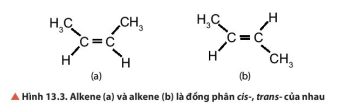 H₃C CH₃ H₃C H
C = C C = C
H H H CH₃
(a) (b)
▲ Hình 13.3. Alkene (a) và alkene (b) là đồng phân cis-, trans- của nhau